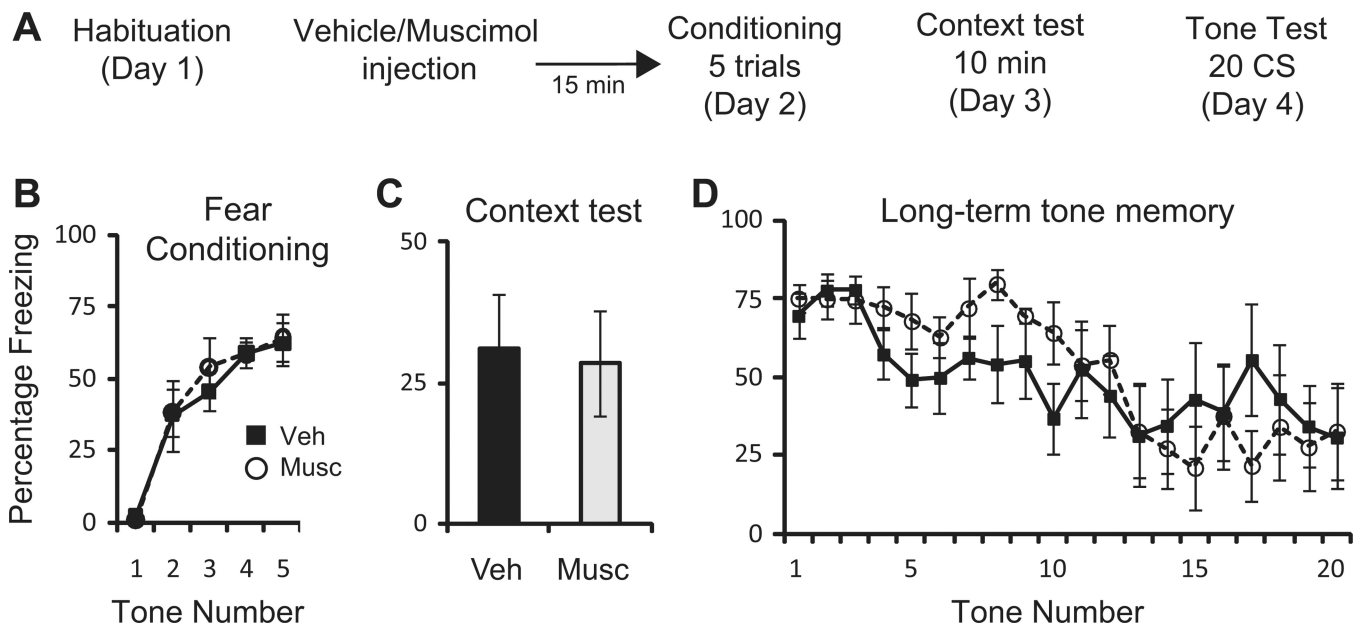 A
Habituation
(Day 1)
Vehicle/Muscimol
injection
15 min
Conditioning
5 trials
(Day 2)
Context test
10 min
(Day 3)
Tone Test
20 CS
(Day 4)
B
Fear
Conditioning
Percentage Freezing
100
75
50
25
0
Veh
Musc
1 2 3 4 5
Tone Number
C
Context test
50
25
0
Veh Musc
D
Long-term tone memory
100
75
50
25
0
1 5 10 15 20
Tone Number